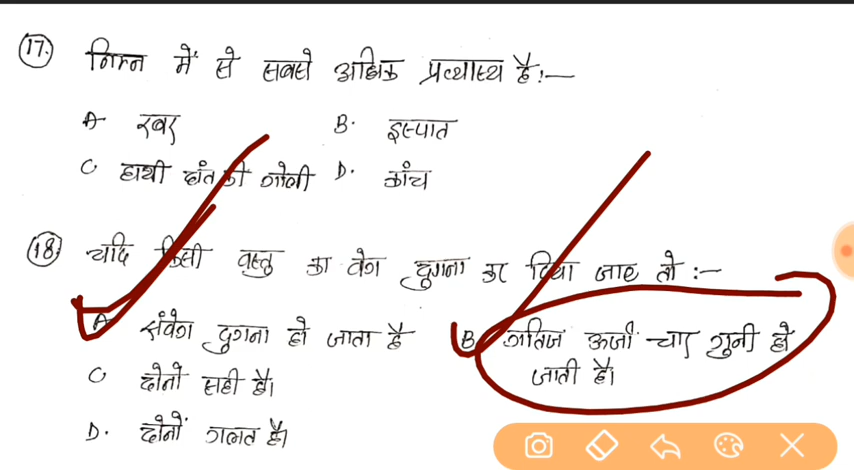 17. निम्न में से सबसे अधिक प्रत्यास्थ है:—
A रबर B. इस्पात
C हाथी दांत की गोली D. कांच
18. यदि किसी वस्तु का वेग दुगना कर दिया जाए तो :—
A संवेग दुगना हो जाता है B गतिज ऊर्जा चार गुनी हो
जाती है।
C दोनों सही है।
D. दोनों गलत है।